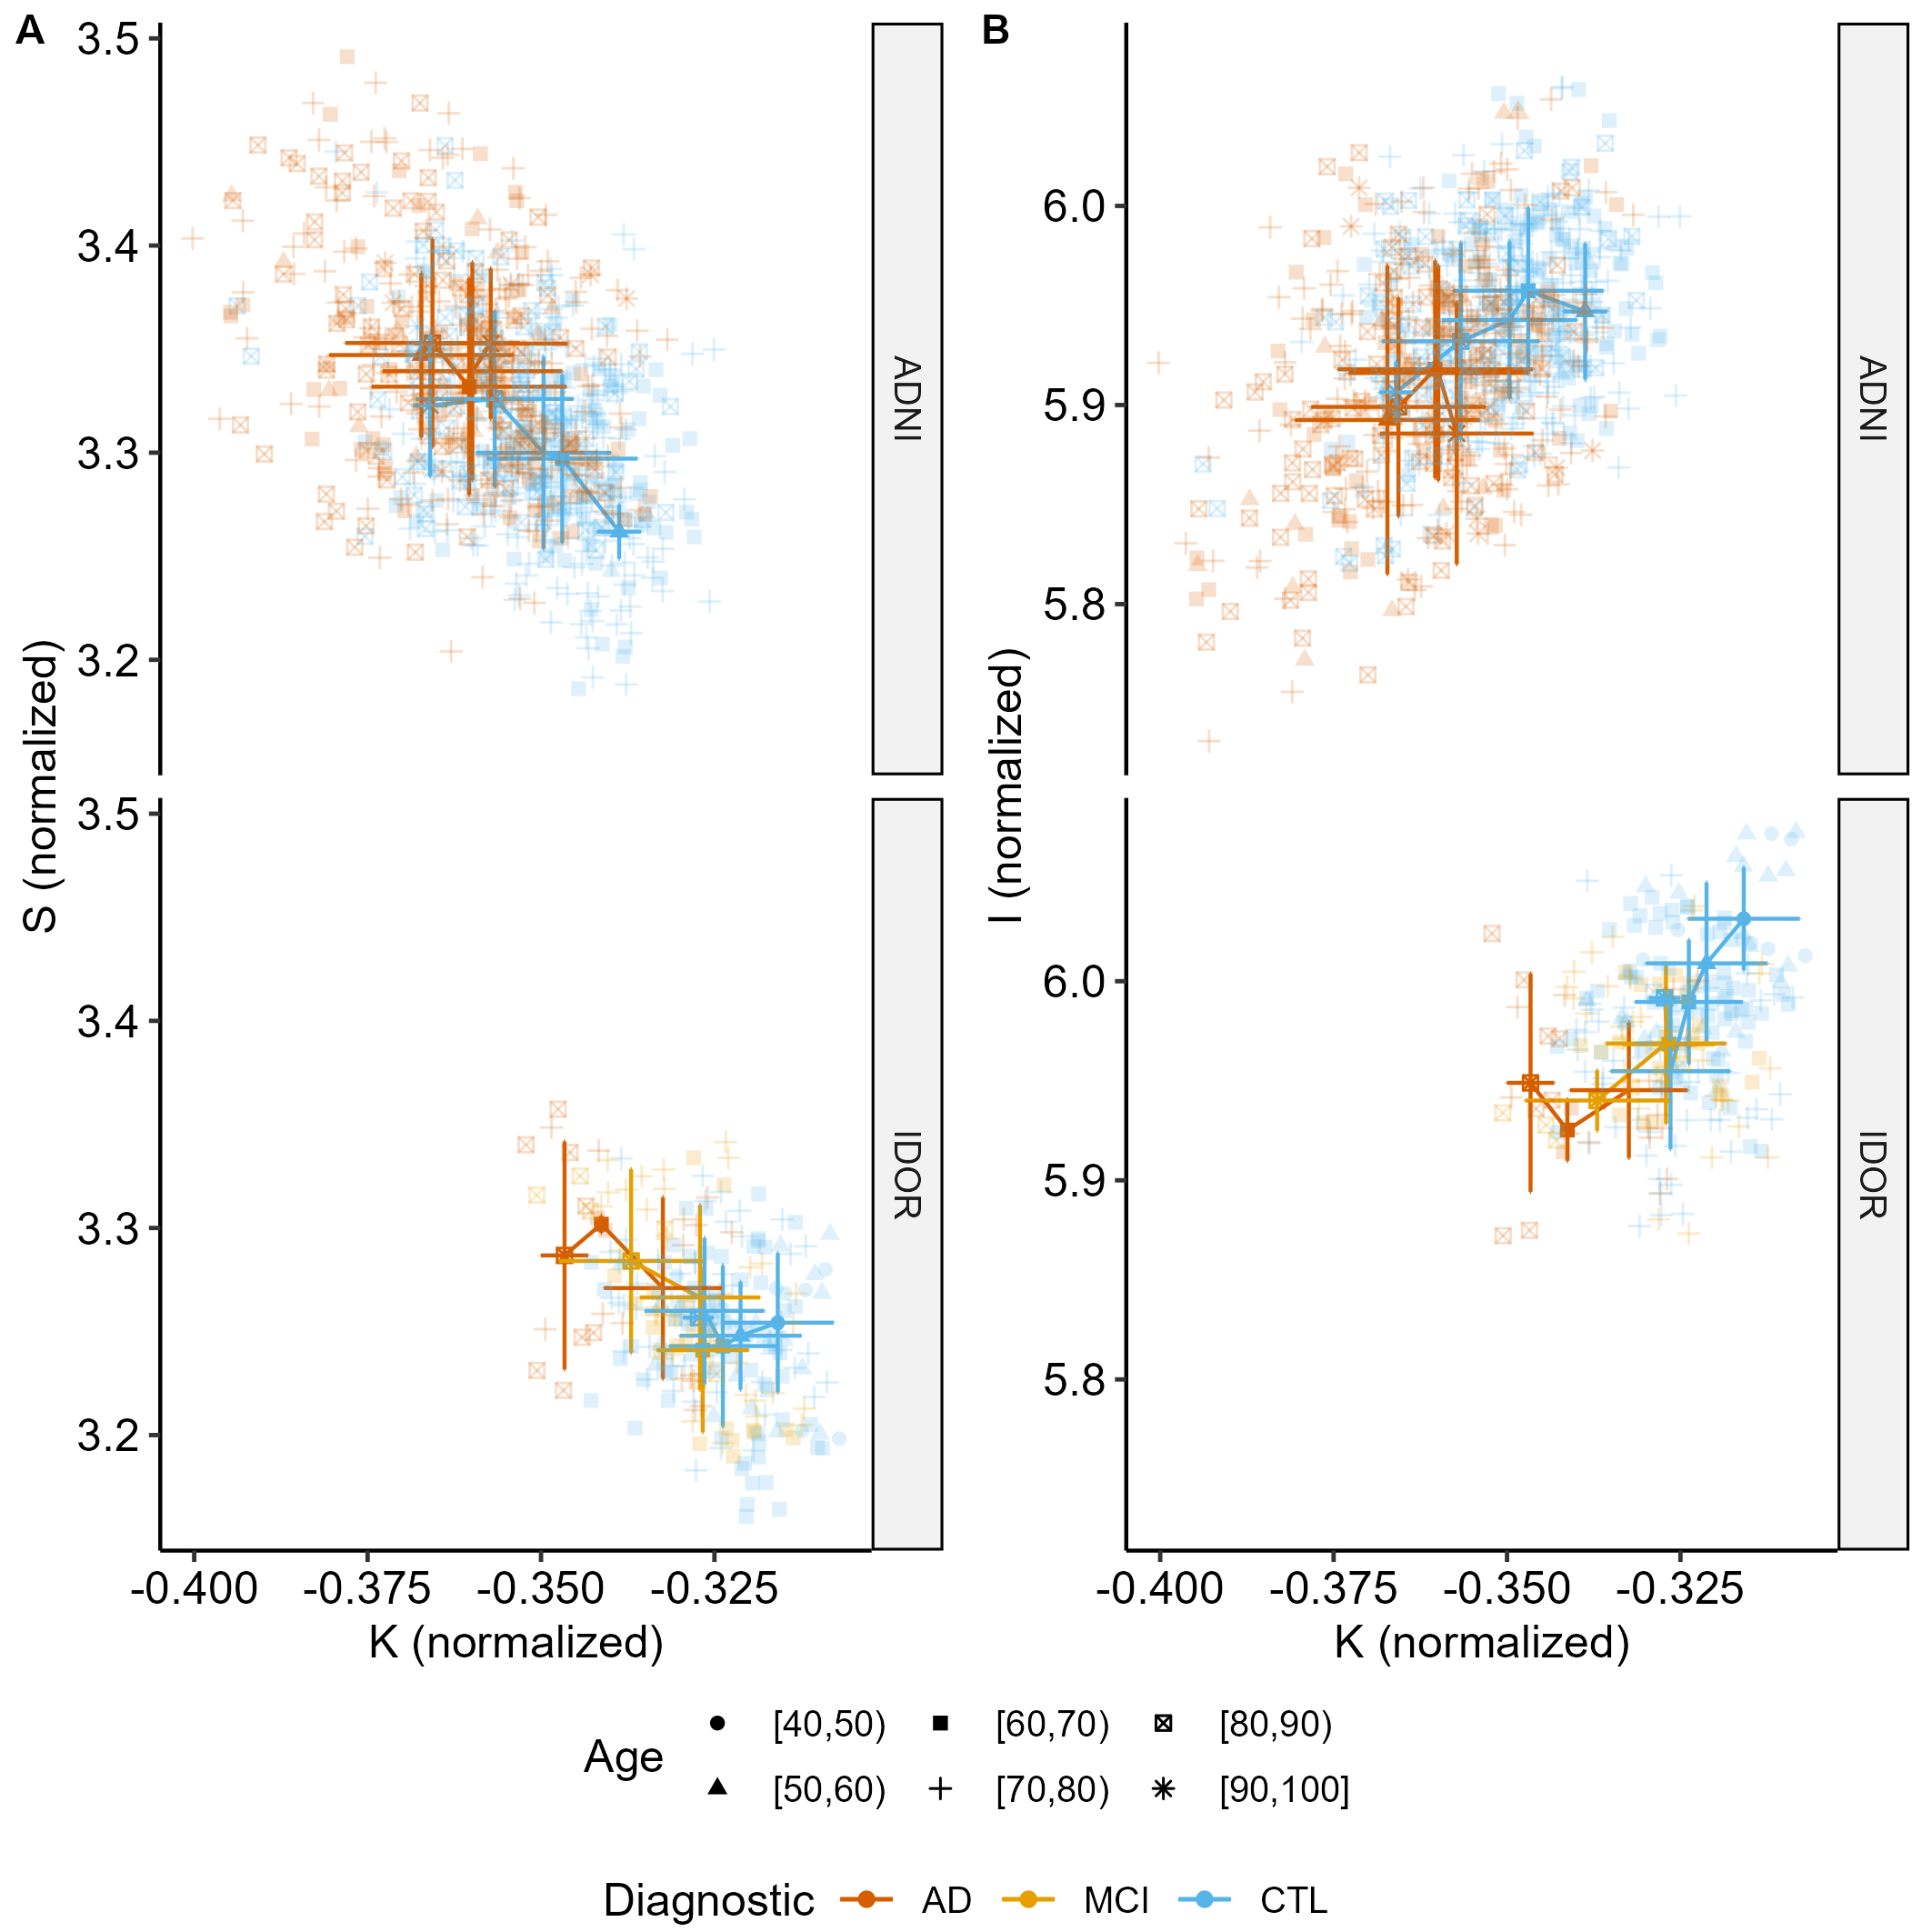 A
B
3.5
3.4
3.3
3.2
ADNI
6.0
5.9
5.8
ADNI
S (normalized)
I (normalized)
3.5
3.4
3.3
3.2
IDOR
6.0
5.9
5.8
IDOR
-0.400 -0.375 -0.350 -0.325
-0.400 -0.375 -0.350 -0.325
K (normalized)
K (normalized)
Age
[40,50) [60,70) [80,90)
[50,60) [70,80) [90,100]
Diagnostic AD MCI CTL